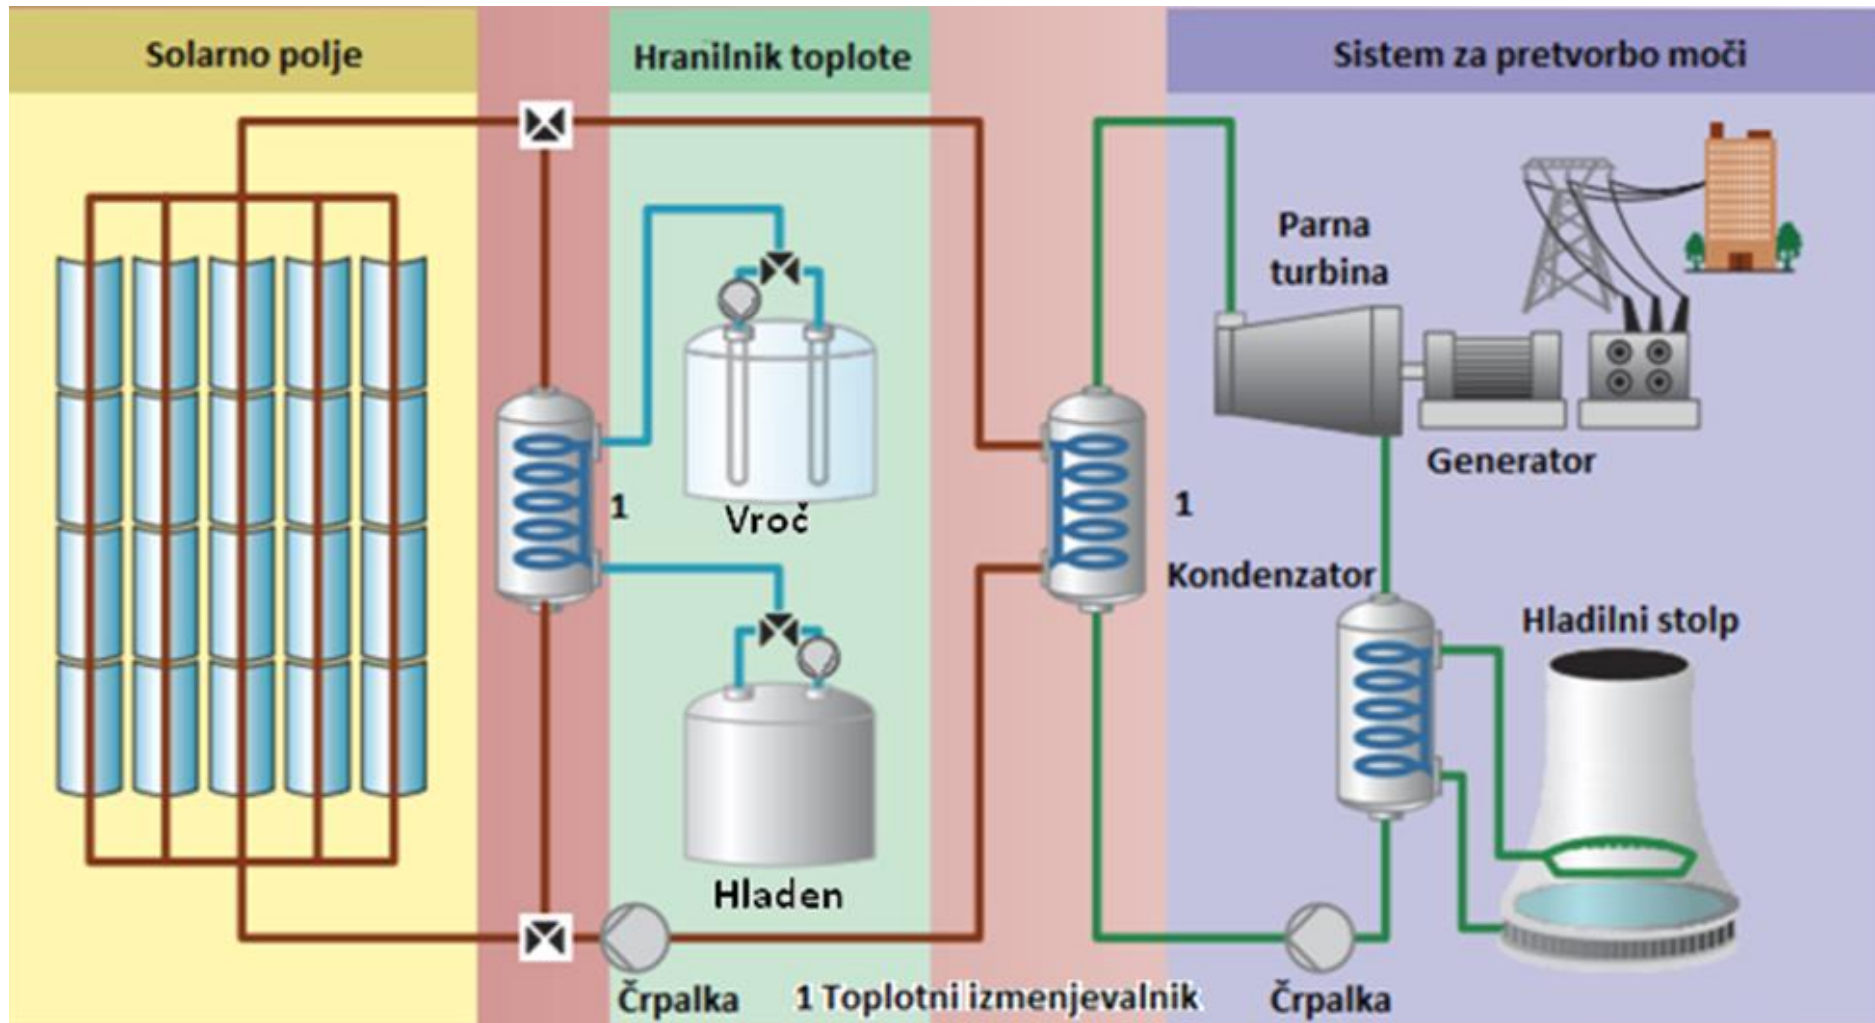 Solarno polje
Hranilnik toplote
Sistem za pretvorbo moči
Parna
turbina
Generator
1
Vroč
1
Kondenzator
Hladilni stolp
Hladen
Črpalka
1 Toplotni izmenjevalnik
Črpalka